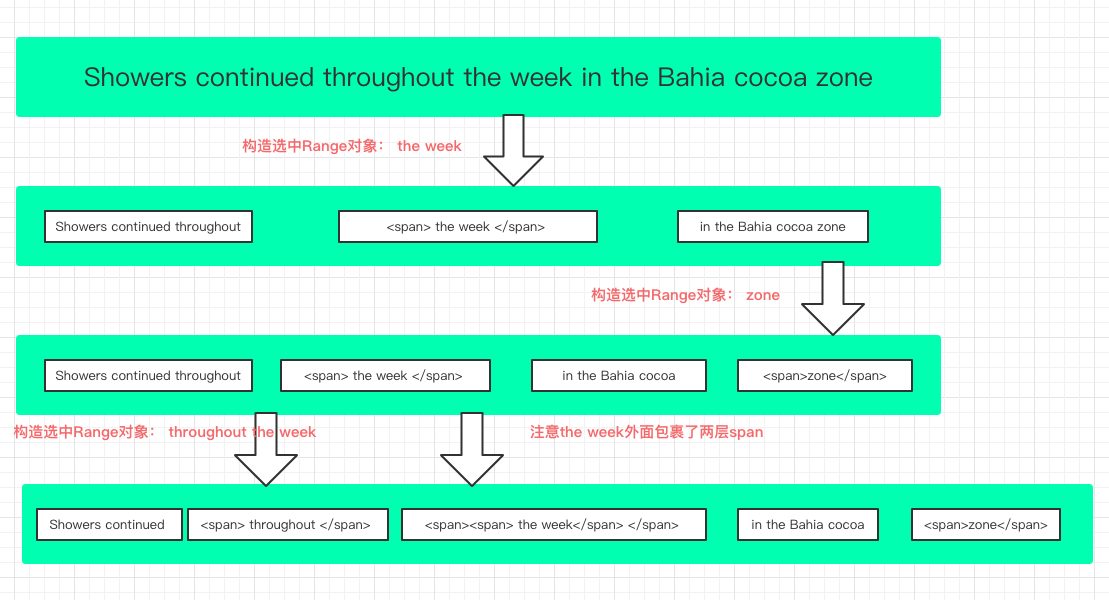 Showers continued throughout the week in the Bahia cocoa zone
构造选中Range对象： the week
Showers continued throughout
<span> the week </span>
in the Bahia cocoa zone
构造选中Range对象： zone
Showers continued throughout
<span> the week </span>
in the Bahia cocoa
<span>zone</span>
构造选中Range对象： throughout the week
注意the week外面包裹了两层span
Showers continued
<span> throughout </span>
<span><span> the week</span> </span>
in the Bahia cocoa
<span>zone</span>